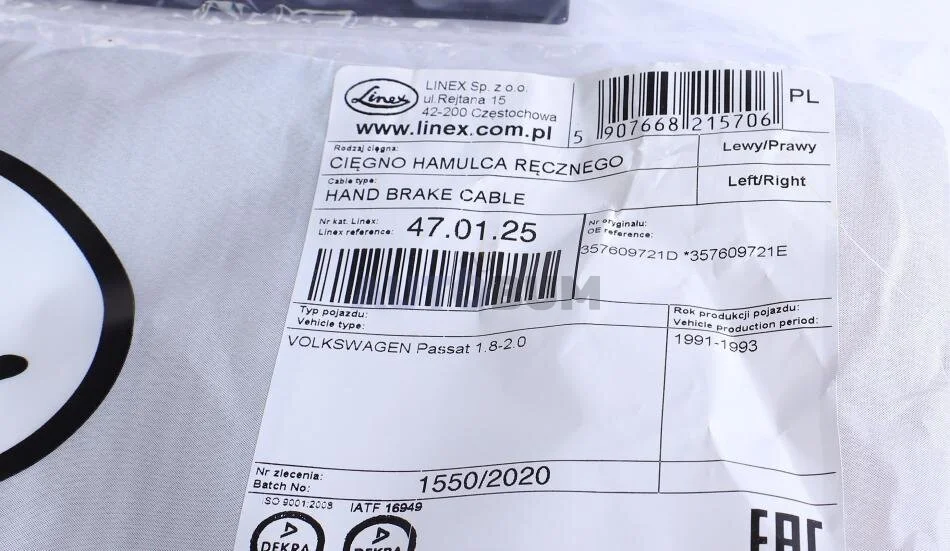 Linex
LINEX Sp. z o.o.
ul.Rejtana 15
42-200 Częstochowa
www.linex.com.pl
5 907668 215706
PL
Rodzaj cięgna:
CIĘGNO HAMULCA RĘCZNEGO
Lewy/Prawy
Cable type:
HAND BRAKE CABLE
Left/Right
Nr kat. Linex:
Linex reference:
47.01.25
Nr oryginału:
OE reference:
357609721D *357609721E
Typ pojazdu:
Vehicle type:
VOLKSWAGEN Passat 1.8-2.0
Rok produkcji pojazdu:
Vehicle production period:
1991-1993
Nr zlecenia:
Batch No:
1550/2020
ISO 9001:2008
IATF 16949
DEKRA
DEKRA
EAC